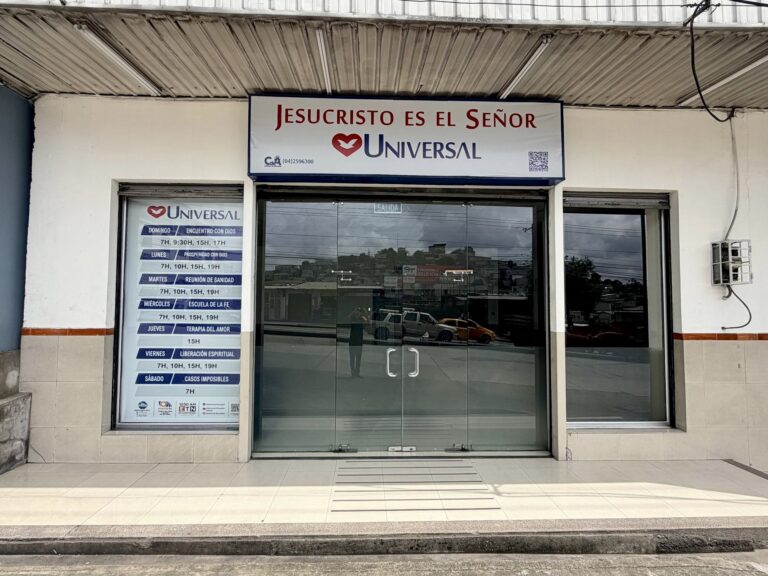 JESUCRISTO ES EL SEÑOR
UNIVERSAL
(04)2596300
SALIDA
UNIVERSAL
DOMINGO ENCUENTRO CON DIOS
7H, 9:30H, 15H, 17H
LUNES PROSPERIDAD CON DIOS
7H, 10H, 15H, 19H
MARTES REUNIÓN DE SANIDAD
7H, 10H, 15H, 19H
MIÉRCOLES ESCUELA DE LA FE
7H, 10H, 15H, 19H
JUEVES TERAPIA DEL AMOR
15H
VIERNES LIBERACIÓN ESPIRITUAL
7H, 10H, 15H, 19H
SÁBADO CASOS IMPOSIBLES
7H